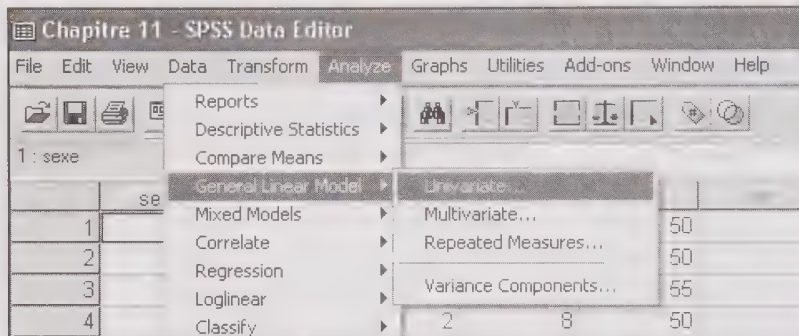 Chapitre 11 - SPSS Data Editor
File Edit View Data Transform Analyze Graphs Utilities Add-ons Window Help
1 : sexe
Reports
Descriptive Statistics
Compare Means
General Linear Model
Mixed Models
Correlate
Regression
Loglinear
Classify
Univariate...
Multivariate...
Repeated Measures...
Variance Components...
se
1 50
2 50
3 55
4 2 8 50